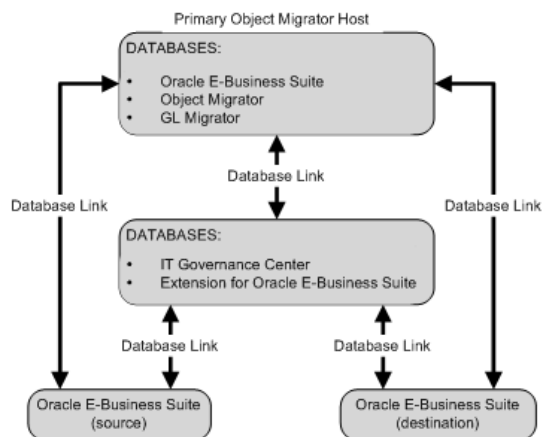 Primary Object Migrator Host
DATABASES:
• Oracle E-Business Suite
• Object Migrator
• GL Migrator
Database Link
Database Link
Database Link
DATABASES:
• IT Governance Center
• Extension for Oracle E-Business Suite
Database Link
Database Link
Oracle E-Business Suite
(source)
Oracle E-Business Suite
(destination)